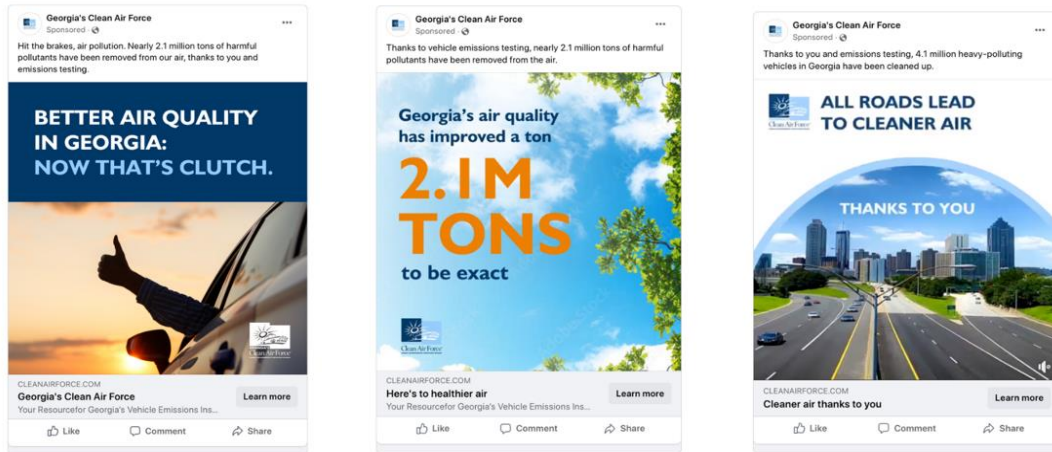 Georgia's Clean Air Force
Sponsored ·
Hit the brakes, air pollution. Nearly 2.1 million tons of harmful
pollutants have been removed from our air, thanks to you and
emissions testing.
BETTER AIR QUALITY
IN GEORGIA:
NOW THAT'S CLUTCH.
Clean Air Force
CLEANAIRFORCE.COM
Georgia's Clean Air Force
Your Resourcefor Georgia's Vehicle Emissions Ins...
Learn more
Like
Comment
Share
Georgia's Clean Air Force
Sponsored ·
Thanks to vehicle emissions testing, nearly 2.1 million tons of harmful
pollutants have been removed from the air.
Georgia's air quality
has improved a ton
2.1M
TONS
to be exact
Clean Air Force
CLEANAIRFORCE.COM
Here's to healthier air
Your Resourcefor Georgia's Vehicle Emissions Ins...
Learn more
Like
Comment
Share
Georgia's Clean Air Force
Sponsored ·
Thanks to you and emissions testing, 4.1 million heavy-polluting
vehicles in Georgia have been cleaned up.
Clean Air Force
ALL ROADS LEAD
TO CLEANER AIR
THANKS TO YOU
CLEANAIRFORCE.COM
Cleaner air thanks to you
Learn more
Like
Comment
Share